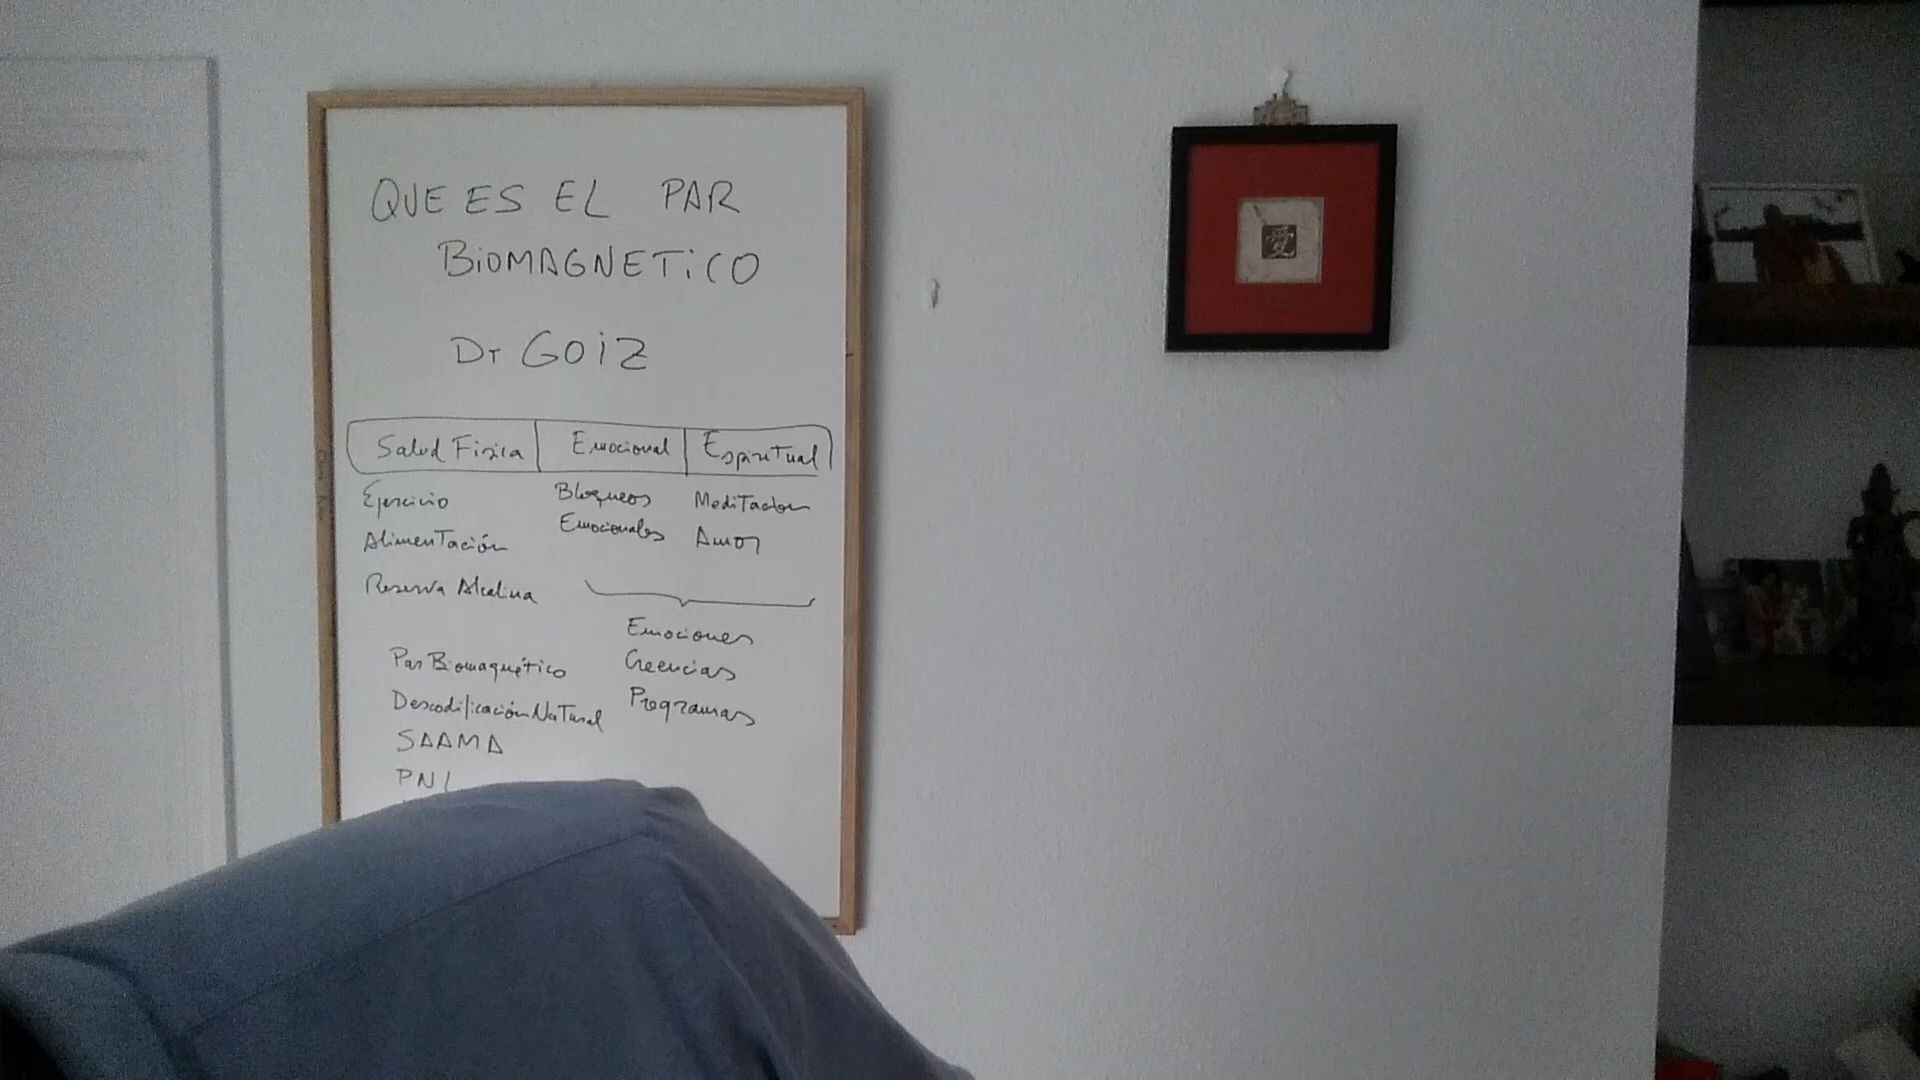 QUE ES EL PAR
BiOMAGNETiCO
Dr GOiZ
Salud Fisica | Emocional | Espiritual
Ejercicio
Alimentación
Reserva Alcalina
Bloqueos
Emocionales
Meditacion
Amor
Emociones
Creencias
Programas
Par Biomagnético
Descodificación Natural
SAAMA
PNL
愛